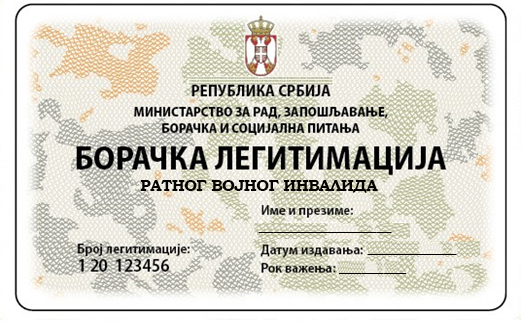 РЕПУБЛИКА СРБИЈА
МИНИСТАРСТВО ЗА РАД, ЗАПОШЉАВАЊЕ,
БОРАЧКА И СОЦИЈАЛНА ПИТАЊА
БОРАЧКА ЛЕГИТИМАЦИЈА
РАТНОГ ВОЈНОГ ИНВАЛИДА
Име и презиме:
Број легитимације:
1 20 123456
Датум издавања:
Рок важења: